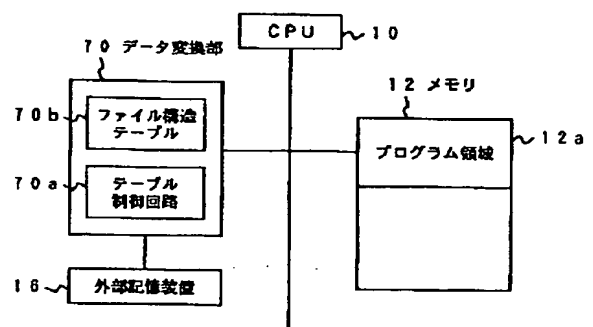 CPU
10
70 データ変換部
70b
ファイル構造
テーブル
12 メモリ
プログラム領域
12a
70a
テーブル
制御回路
16
外部記憶装置